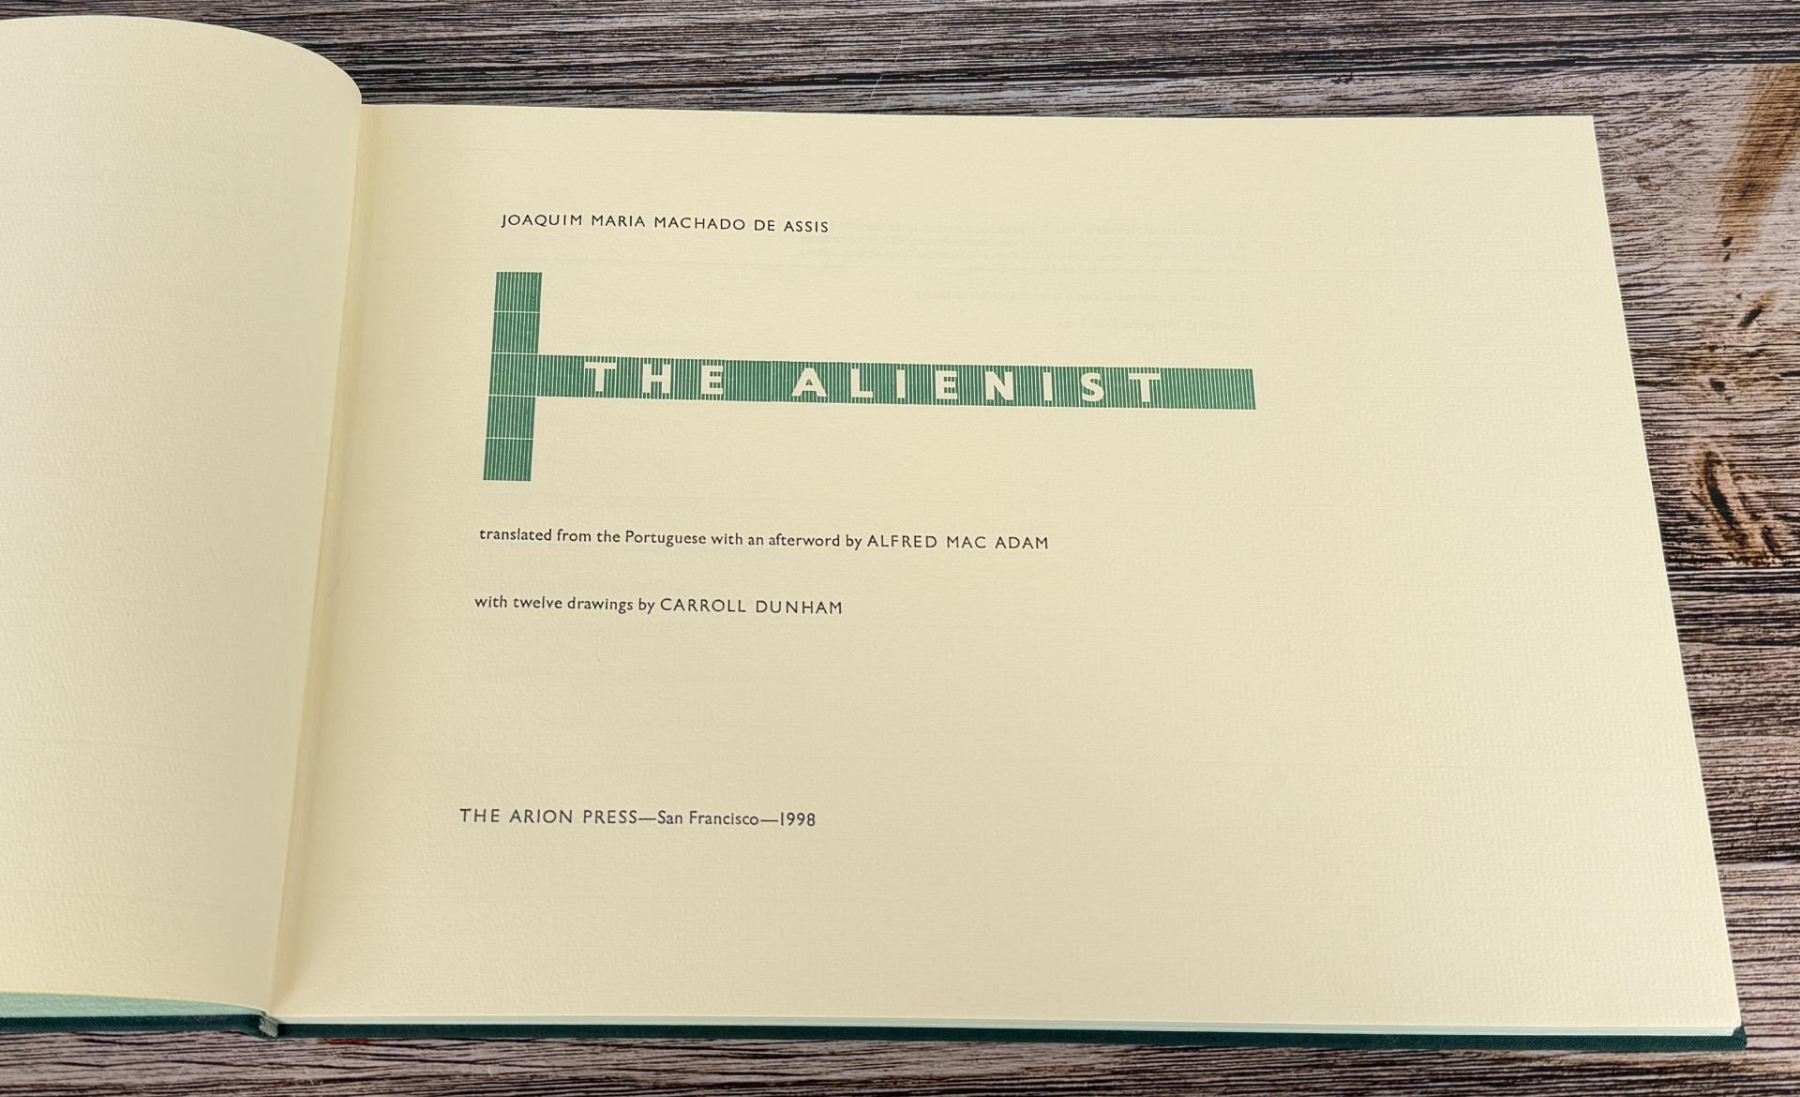 JOAQUIM MARIA MACHADO DE ASSIS
THE ALIENIST
translated from the Portuguese with an afterword by ALFRED MAC ADAM
with twelve drawings by CARROLL DUNHAM
THE ARION PRESS—San Francisco—1998